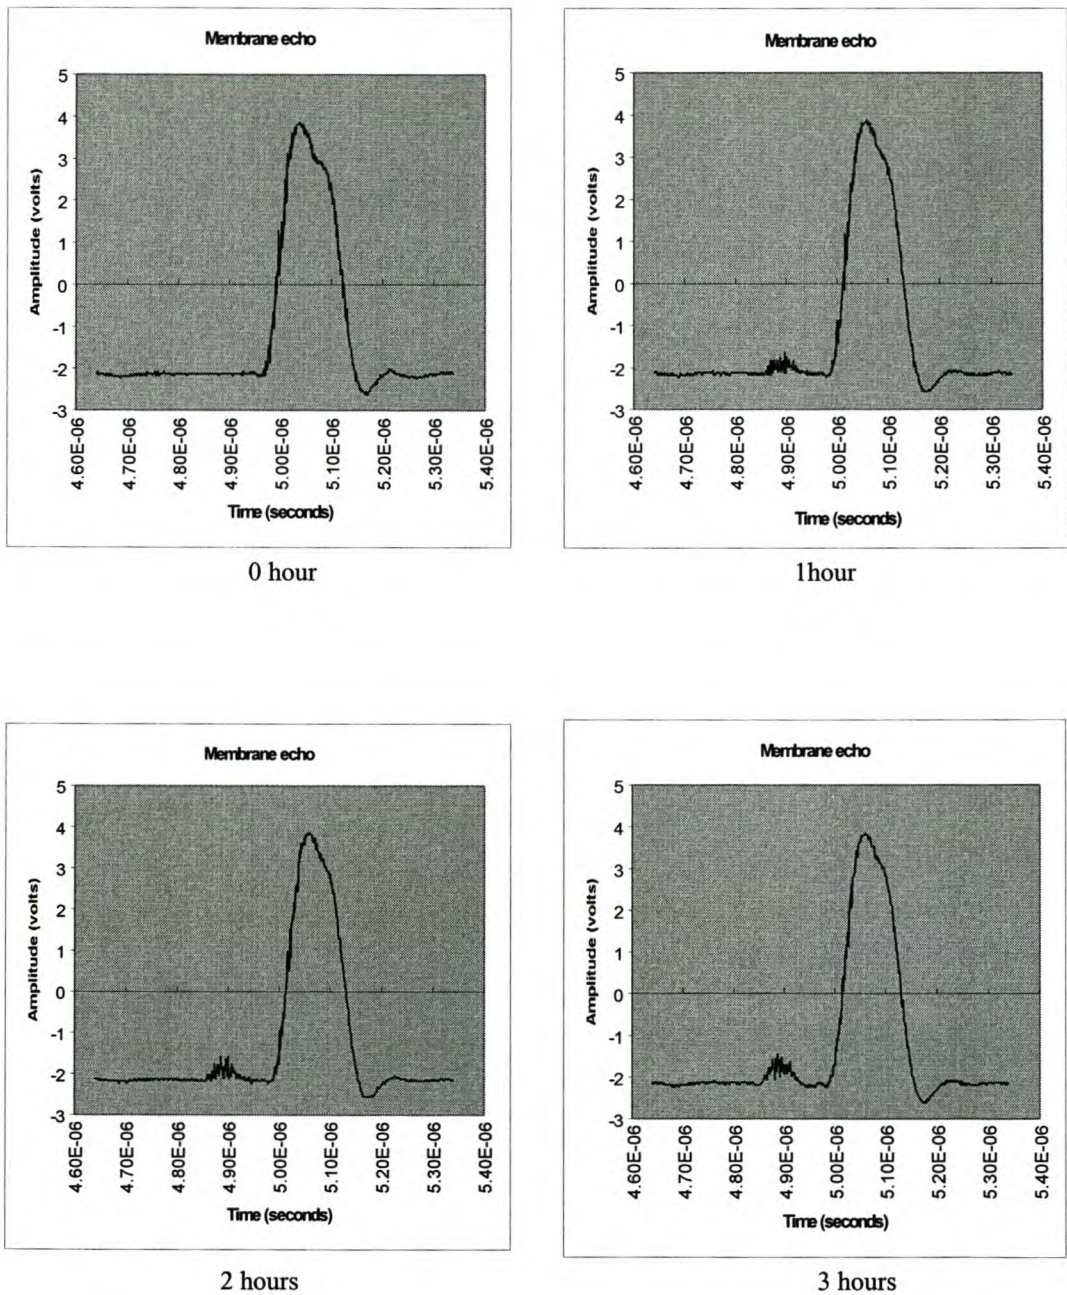 Membrane echo
5
4
3
2
1
0
-1
-2
-3
Amplitude (volts)
4.60E-06
4.70E-06
4.80E-06
4.90E-06
5.00E-06
5.10E-06
5.20E-06
5.30E-06
5.40E-06
Time (seconds)
0 hour
Membrane echo
5
4
3
2
1
0
-1
-2
-3
Amplitude (volts)
4.60E-06
4.70E-06
4.80E-06
4.90E-06
5.00E-06
5.10E-06
5.20E-06
5.30E-06
5.40E-06
Time (seconds)
1hour
Membrane echo
5
4
3
2
1
0
-1
-2
-3
Amplitude (volts)
4.60E-06
4.70E-06
4.80E-06
4.90E-06
5.00E-06
5.10E-06
5.20E-06
5.30E-06
5.40E-06
Time (seconds)
2 hours
Membrane echo
5
4
3
2
1
0
-1
-2
-3
Amplitude (volts)
4.60E-06
4.70E-06
4.80E-06
4.90E-06
5.00E-06
5.10E-06
5.20E-06
5.30E-06
5.40E-06
Time (seconds)
3 hours